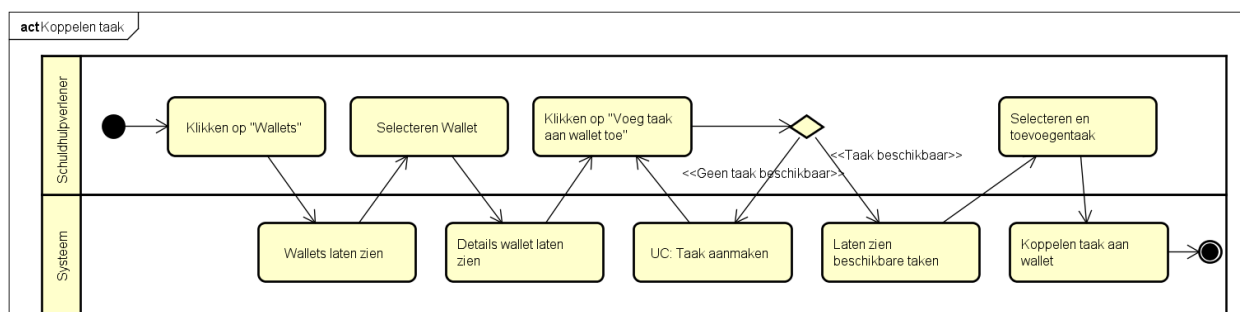 act Koppelen taak
Schuldhulpverlener
Klikken op "Wallets"
Selecteren Wallet
Klikken op "Voeg taak
aan wallet toe"
Selecteren en
toevoegentaak
<<Taak beschikbaar>>
<<Geen taak beschikbaar>>
Systeem
Wallets laten zien
Details wallet laten
zien
UC: Taak aanmaken
Laten zien
beschikbare taken
Koppelen taak aan
wallet